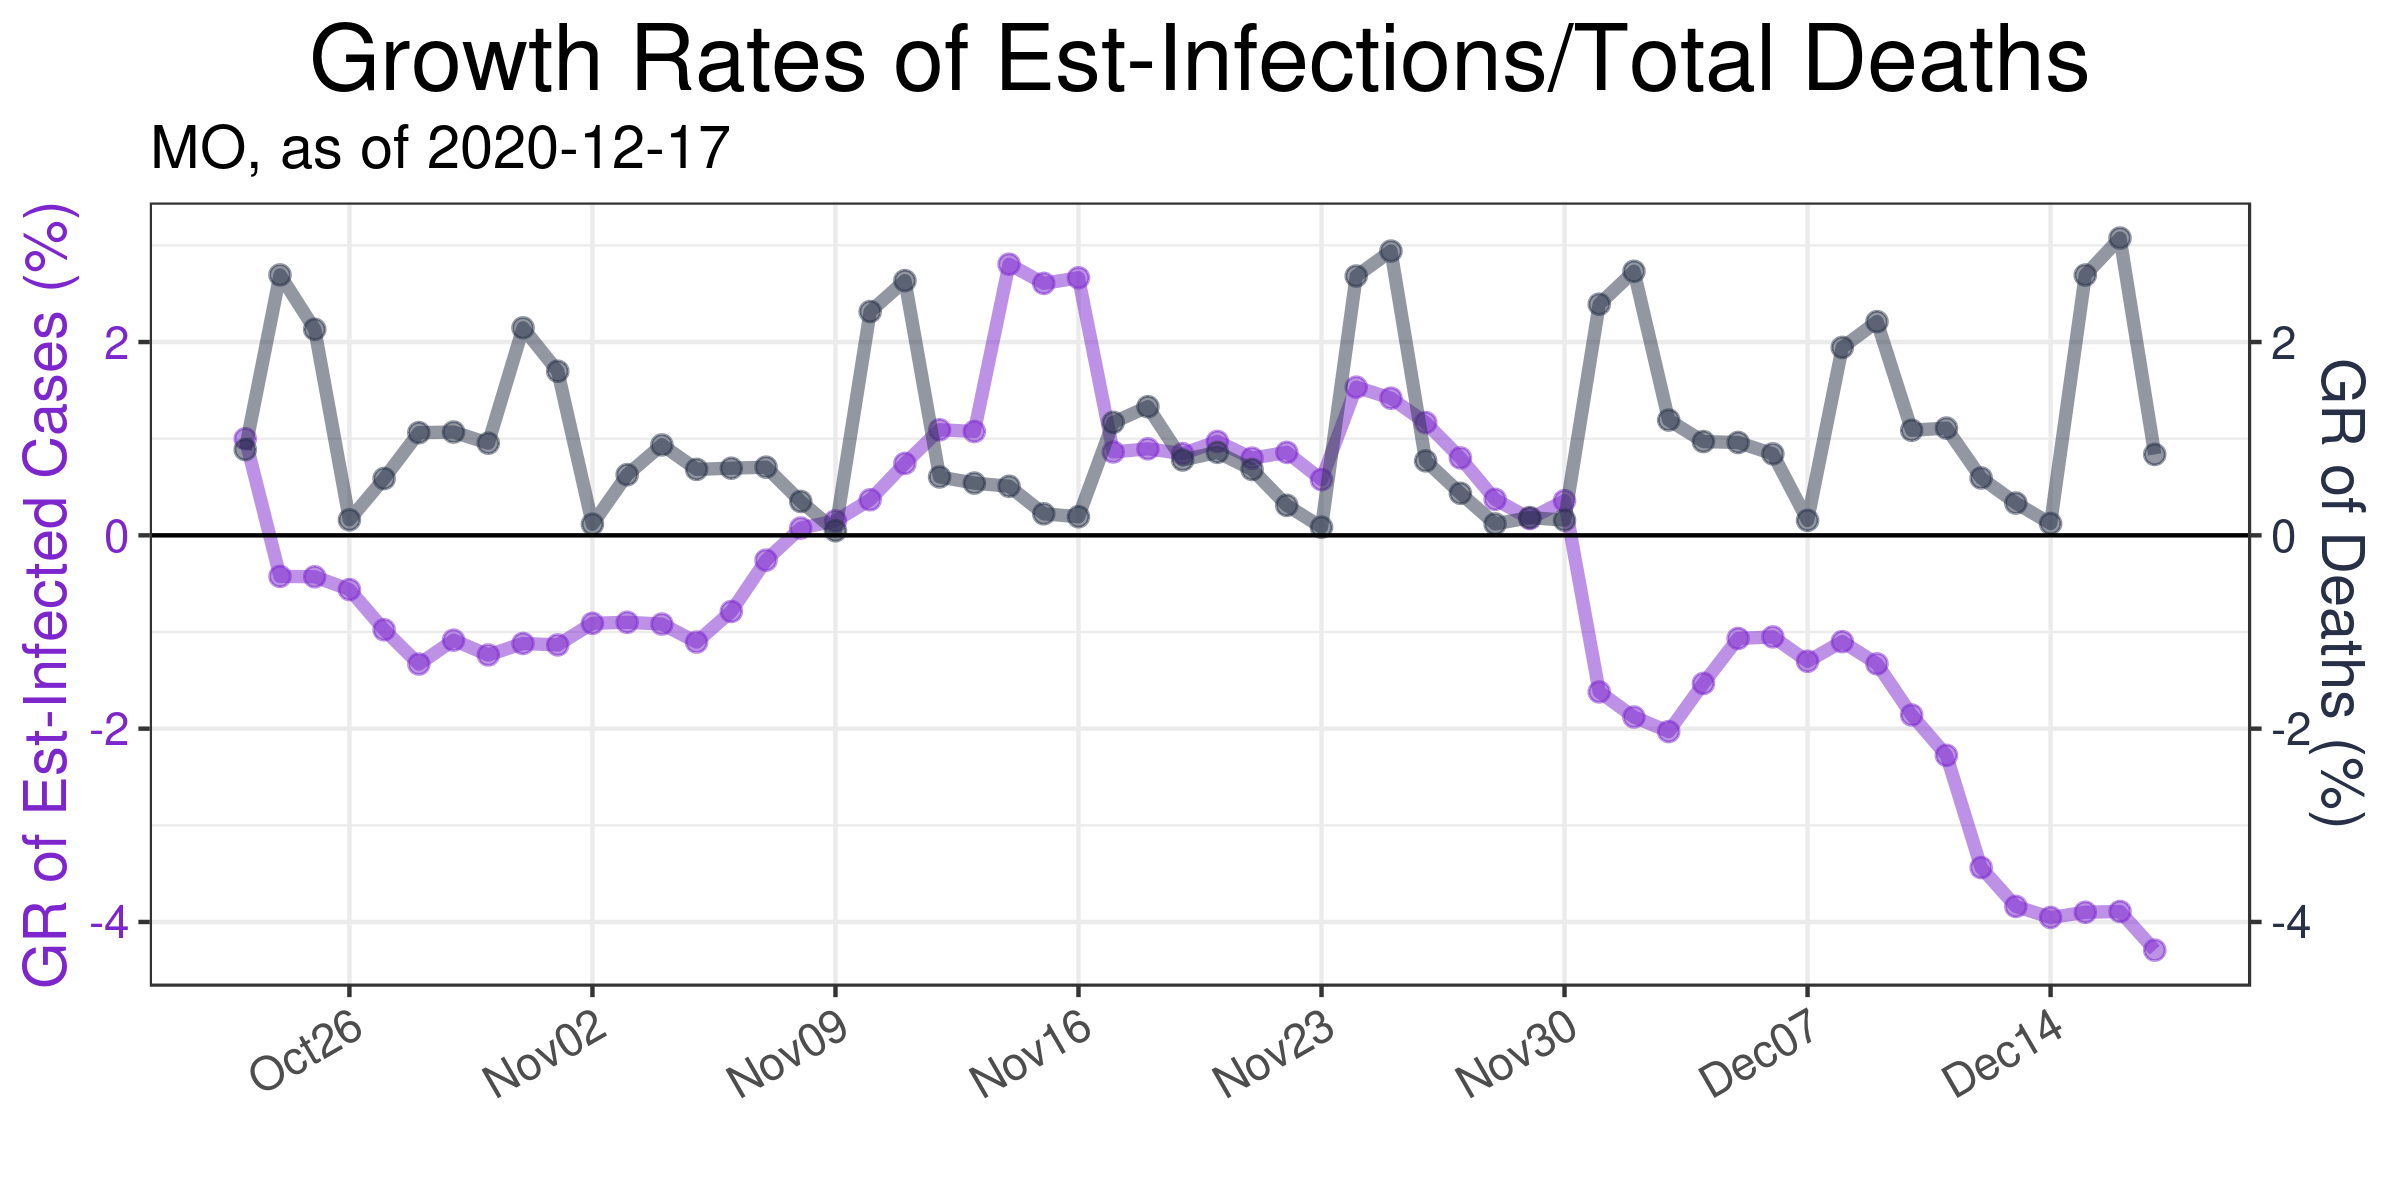 Growth Rates of Est-Infections/Total Deaths
MO, as of 2020-12-17
GR of Est-Infected Cases (%)
2
0
-2
-4
2
0
-2
-4
GR of Deaths (%)
Oct26
Nov02
Nov09
Nov16
Nov23
Nov30
Dec07
Dec14